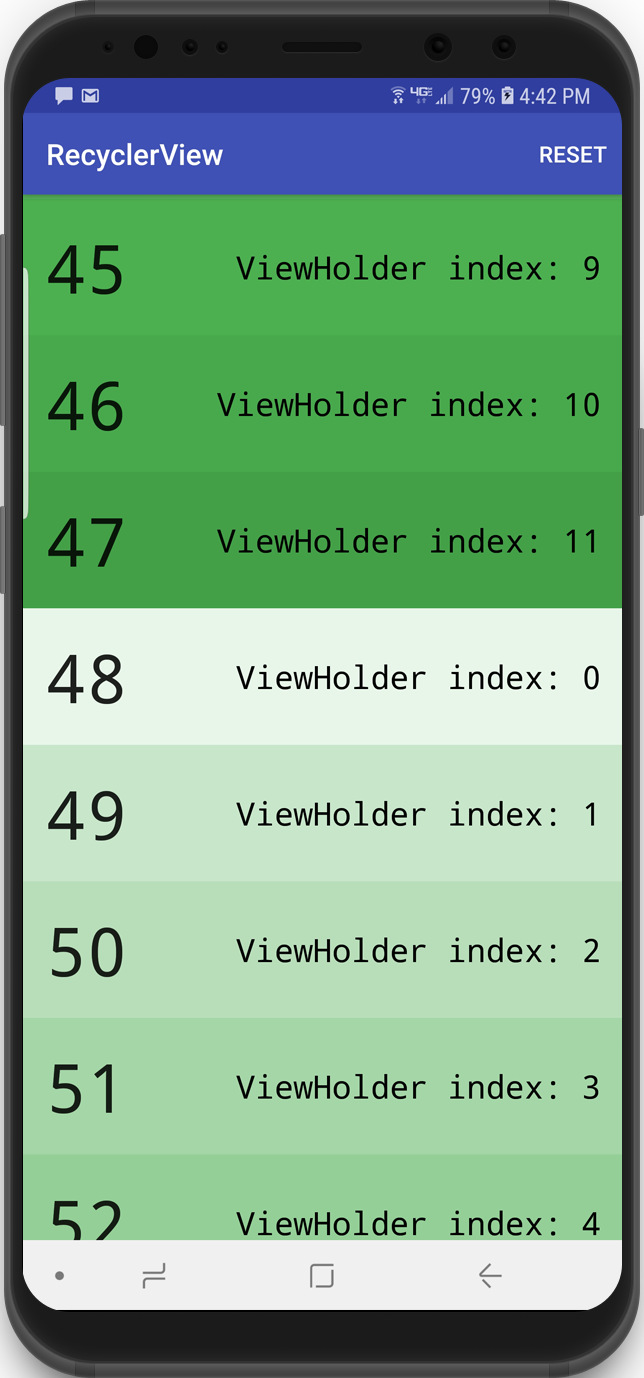 4GE 79% 4:42 PM
RecyclerView RESET
45 ViewHolder index: 9
46 ViewHolder index: 10
47 ViewHolder index: 11
48 ViewHolder index: 0
49 ViewHolder index: 1
50 ViewHolder index: 2
51 ViewHolder index: 3
52 ViewHolder index: 4